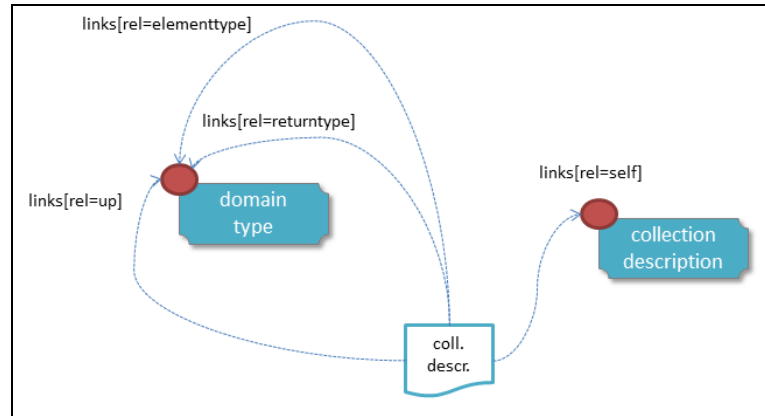 links[rel=elementtype]
links[rel=returntype]
links[rel=self]
links[rel=up]
domain
type
collection
description
coll.
descr.